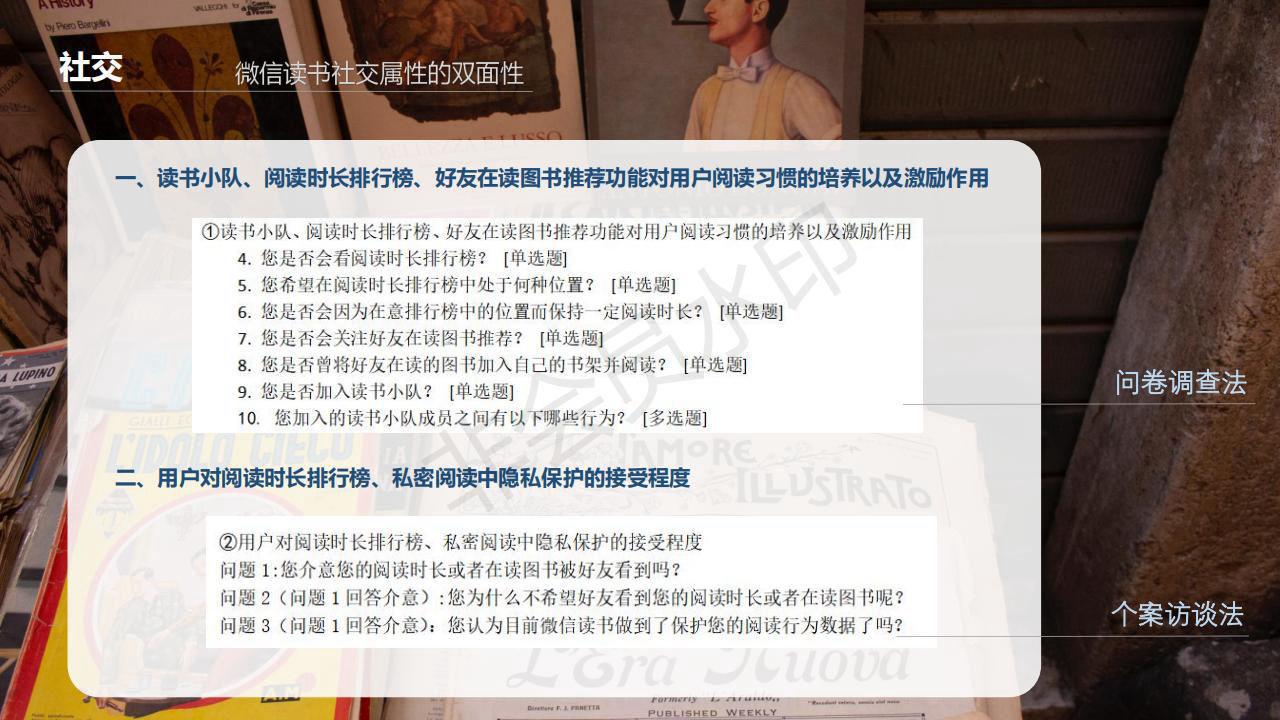 A History
by Piero Bargellini
VALLECCHI
社交
微信读书社交属性的双面性
BELLEZZA E LUSSO
一、读书小队、阅读时长排行榜、好友在读图书推荐功能对用户阅读习惯的培养以及激励作用
①读书小队、阅读时长排行榜、好友在读图书推荐功能对用户阅读习惯的培养以及激励作用
4. 您是否会看阅读时长排行榜？ [单选题]
5. 您希望在阅读时长排行榜中处于何种位置？ [单选题]
6. 您是否会因为在意排行榜中的位置而保持一定阅读时长？ [单选题]
7. 您是否会关注好友在读图书推荐？ [单选题]
8. 您是否曾将好友在读的图书加入自己的书架并阅读？ [单选题]
9. 您是否加入读书小队？ [单选题]
10. 您加入的读书小队成员之间有以下哪些行为？ [多选题]
非会员水印
问卷调查法
A LUPINO
L'IDOLO CIECO
L'AMORE
ILLUSTRATO
二、用户对阅读时长排行榜、私密阅读中隐私保护的接受程度
②用户对阅读时长排行榜、私密阅读中隐私保护的接受程度
问题 1:您介意您的阅读时长或者在读图书被好友看到吗？
问题 2（问题 1 回答介意）:您为什么不希望好友看到您的阅读时长或者在读图书呢？
问题 3（问题 1 回答介意）：您认为目前微信读书做到了保护您的阅读行为数据了吗？
个案访谈法
L'Era Nuova
Formerly "L'Araldo,,
Direttore F. J. PANETTA
PUBLISHED WEEKLY